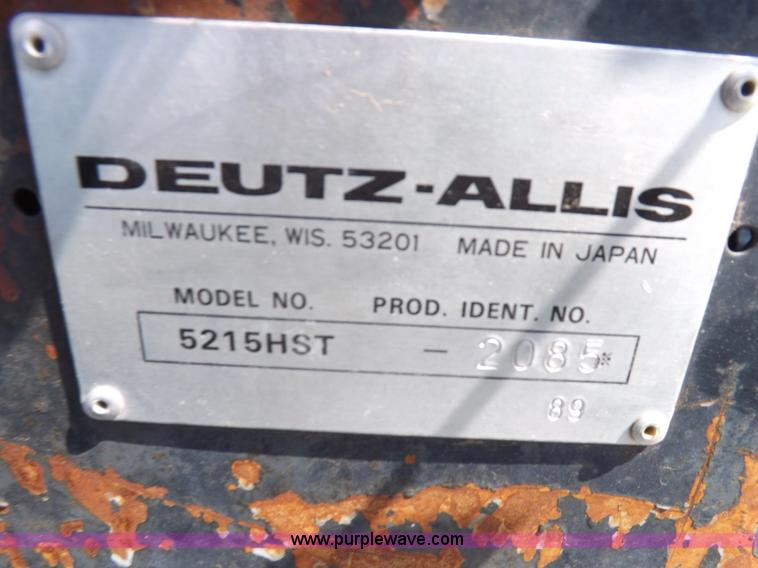 DEUTZ-ALLIS
MILWAUKEE, WIS. 53201 MADE IN JAPAN
MODEL NO. PROD. IDENT. NO.
5215HST - 2085*
89
www.purplewave.com